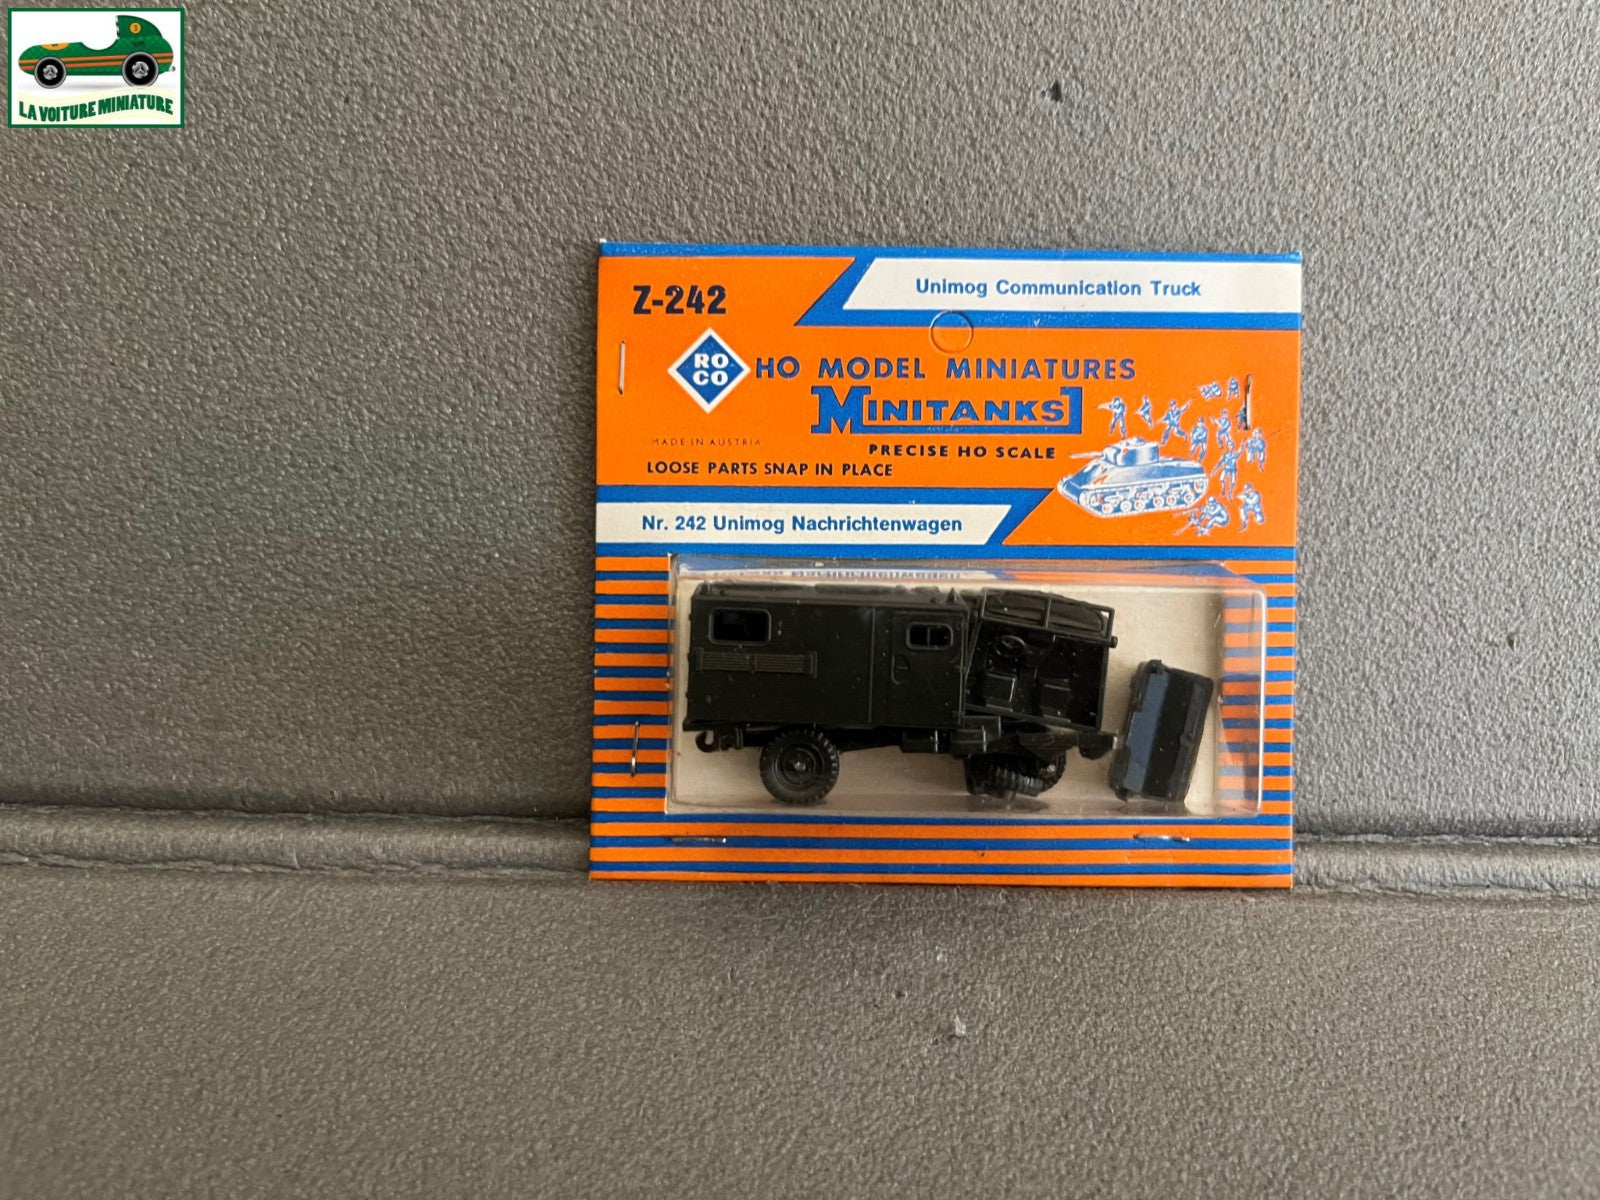 LA VOITURE MINIATURE
Z-242
Unimog Communication Truck
RO
CO
HO MODEL MINIATURES
MINITANKS
MADE IN AUSTRIA
PRECISE HO SCALE
LOOSE PARTS SNAP IN PLACE
Nr. 242 Unimog Nachrichtenwagen